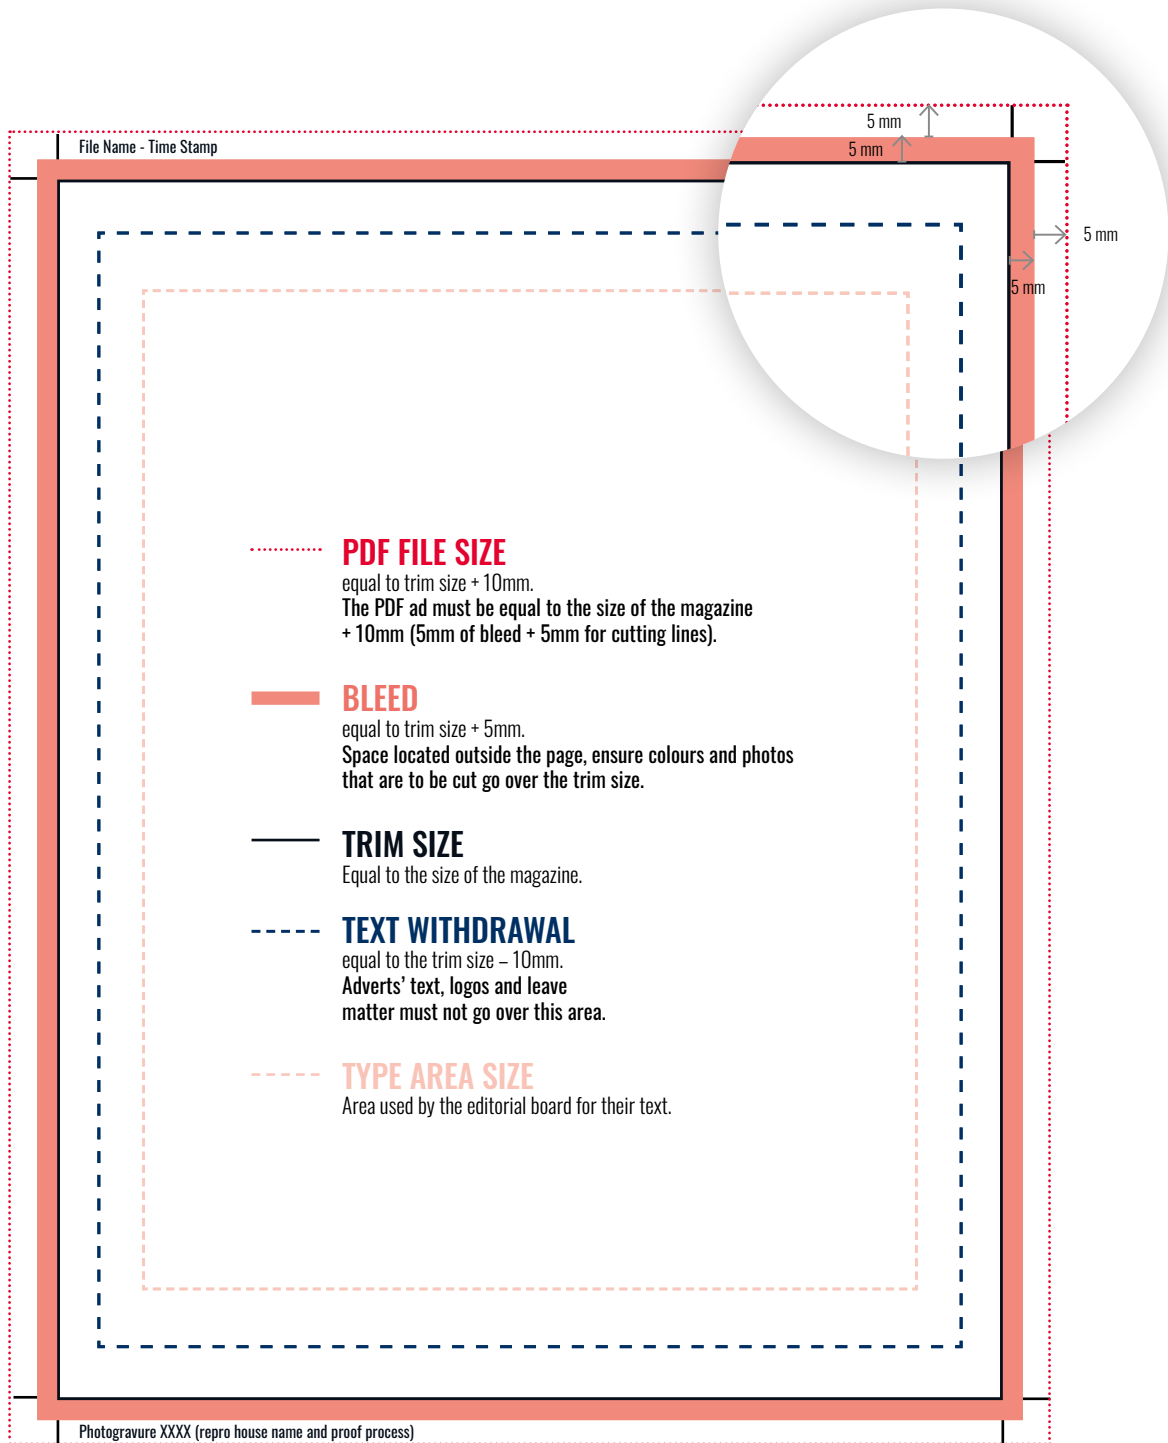 5 mm
5 mm
File Name - Time Stamp
5 mm
5 mm
PDF FILE SIZE
equal to trim size + 10mm.
The PDF ad must be equal to the size of the magazine
+ 10mm (5mm of bleed + 5mm for cutting lines).
BLEED
equal to trim size + 5mm.
Space located outside the page, ensure colours and photos
that are to be cut go over the trim size.
TRIM SIZE
Equal to the size of the magazine.
TEXT WITHDRAWAL
equal to the trim size – 10mm.
Adverts’ text, logos and leave
matter must not go over this area.
TYPE AREA SIZE
Area used by the editorial board for their text.
Photogravure XXXX (repro house name and proof process)